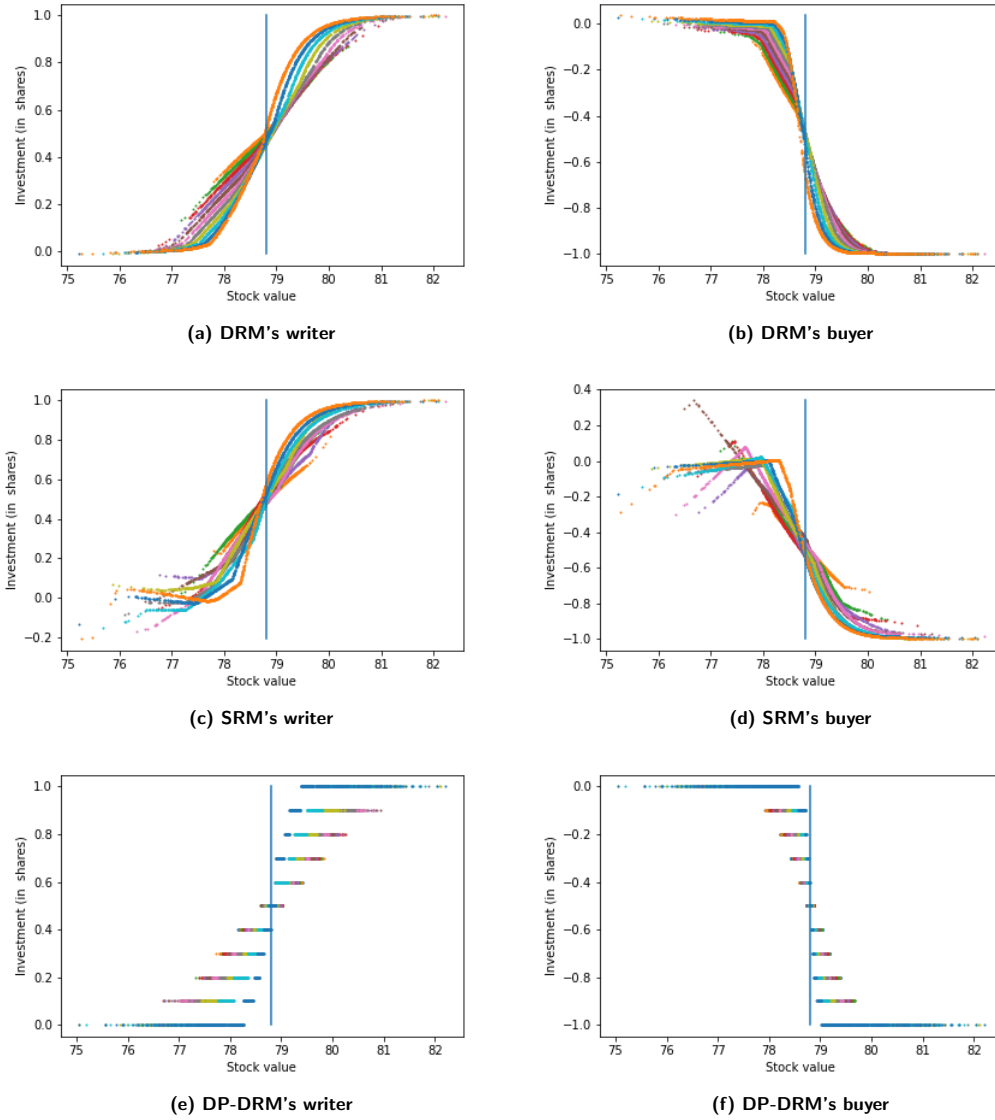 1.0
0.8
0.6
0.4
0.2
0.0
Investment (in shares)
75 76 77 78 79 80 81 82
Stock value
(a) DRM's writer
0.0
−0.2
−0.4
−0.6
−0.8
−1.0
Investment (in shares)
75 76 77 78 79 80 81 82
Stock value
(b) DRM's buyer
1.0
0.8
0.6
0.4
0.2
0.0
−0.2
Investment (in shares)
75 76 77 78 79 80 81 82
Stock value
(c) SRM's writer
0.4
0.2
0.0
−0.2
−0.4
−0.6
−0.8
−1.0
Investment (in shares)
75 76 77 78 79 80 81 82
Stock value
(d) SRM's buyer
1.0
0.8
0.6
0.4
0.2
0.0
Investment (in shares)
75 76 77 78 79 80 81 82
Stock value
(e) DP-DRM's writer
0.0
−0.2
−0.4
−0.6
−0.8
−1.0
Investment (in shares)
75 76 77 78 79 80 81 82
Stock value
(f) DP-DRM's buyer